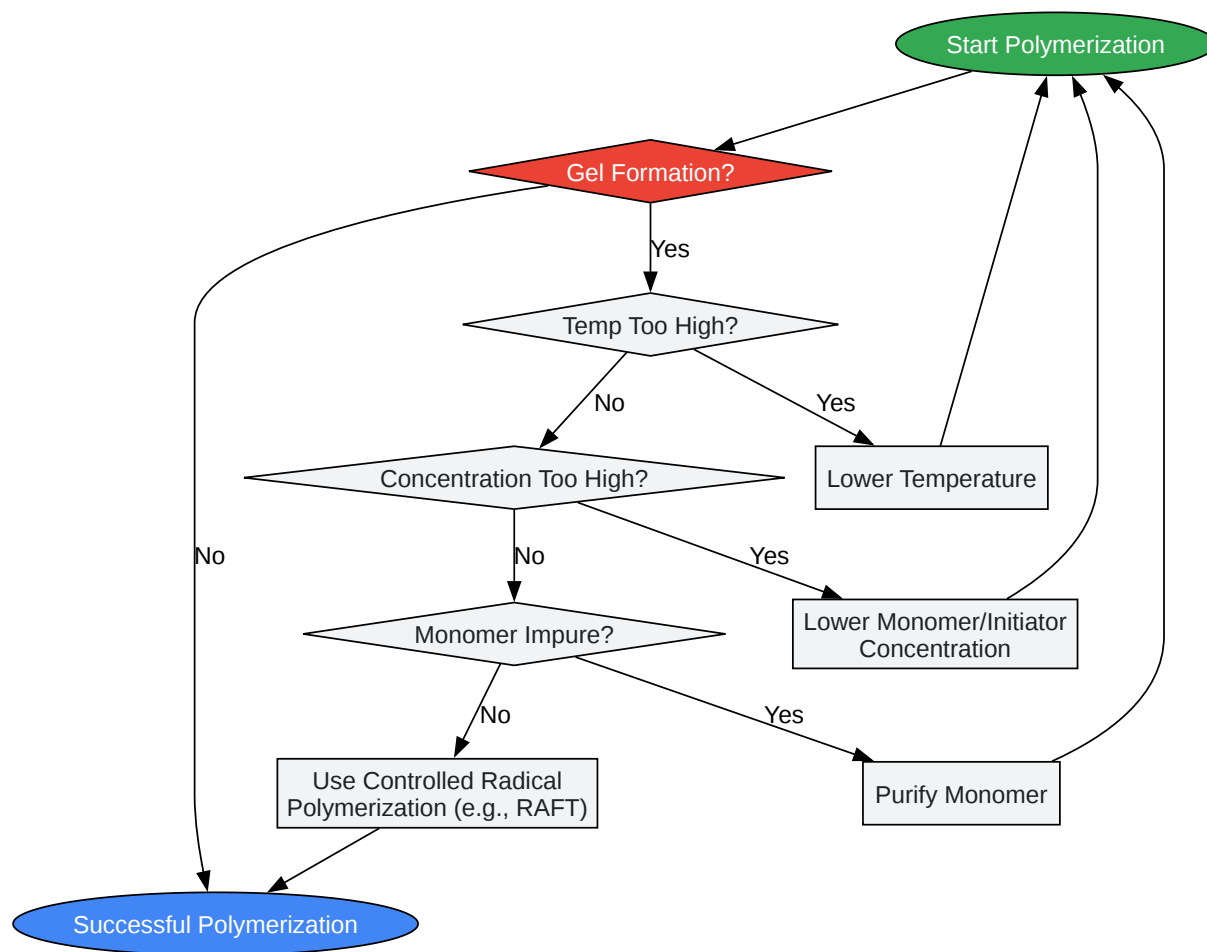 Start Polymerization
Gel Formation?
Yes
Temp Too High?
No
Yes
Concentration Too High?
Lower Temperature
No
No
Yes
Lower Monomer/Initiator
Concentration
Monomer Impure?
No
Yes
Use Controlled Radical
Polymerization (e.g., RAFT)
Purify Monomer
Successful Polymerization